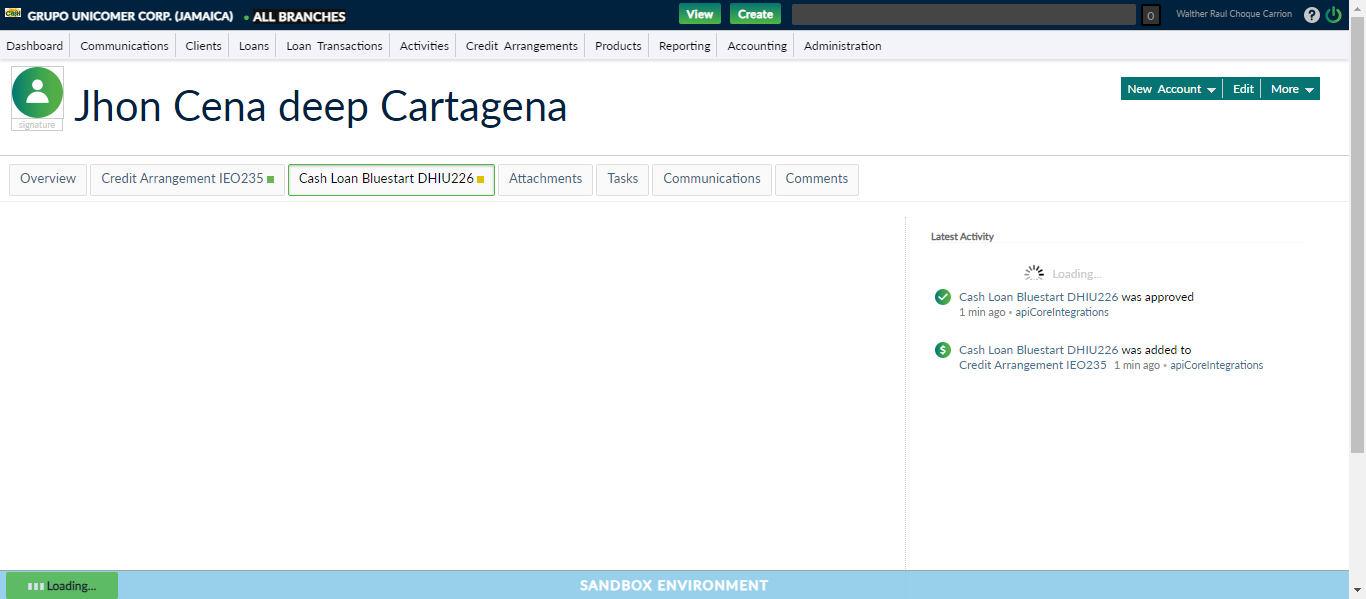 GRUPO UNICOMER CORP. (JAMAICA) • ALL BRANCHES View Create 0 Walther Raul Choque Carrion ?
Dashboard Communications Clients Loans Loan Transactions Activities Credit Arrangements Products Reporting Accounting Administration
signature
Jhon Cena deep Cartagena
New Account Edit More
Overview Credit Arrangement IEO235 Cash Loan Bluestart DHIU226 Attachments Tasks Communications Comments
Latest Activity
Loading...
Cash Loan Bluestart DHIU226 was approved
1 min ago • apiCoreIntegrations
$ Cash Loan Bluestart DHIU226 was added to
Credit Arrangement IEO235 1 min ago • apiCoreIntegrations
Loading... SANDBOX ENVIRONMENT